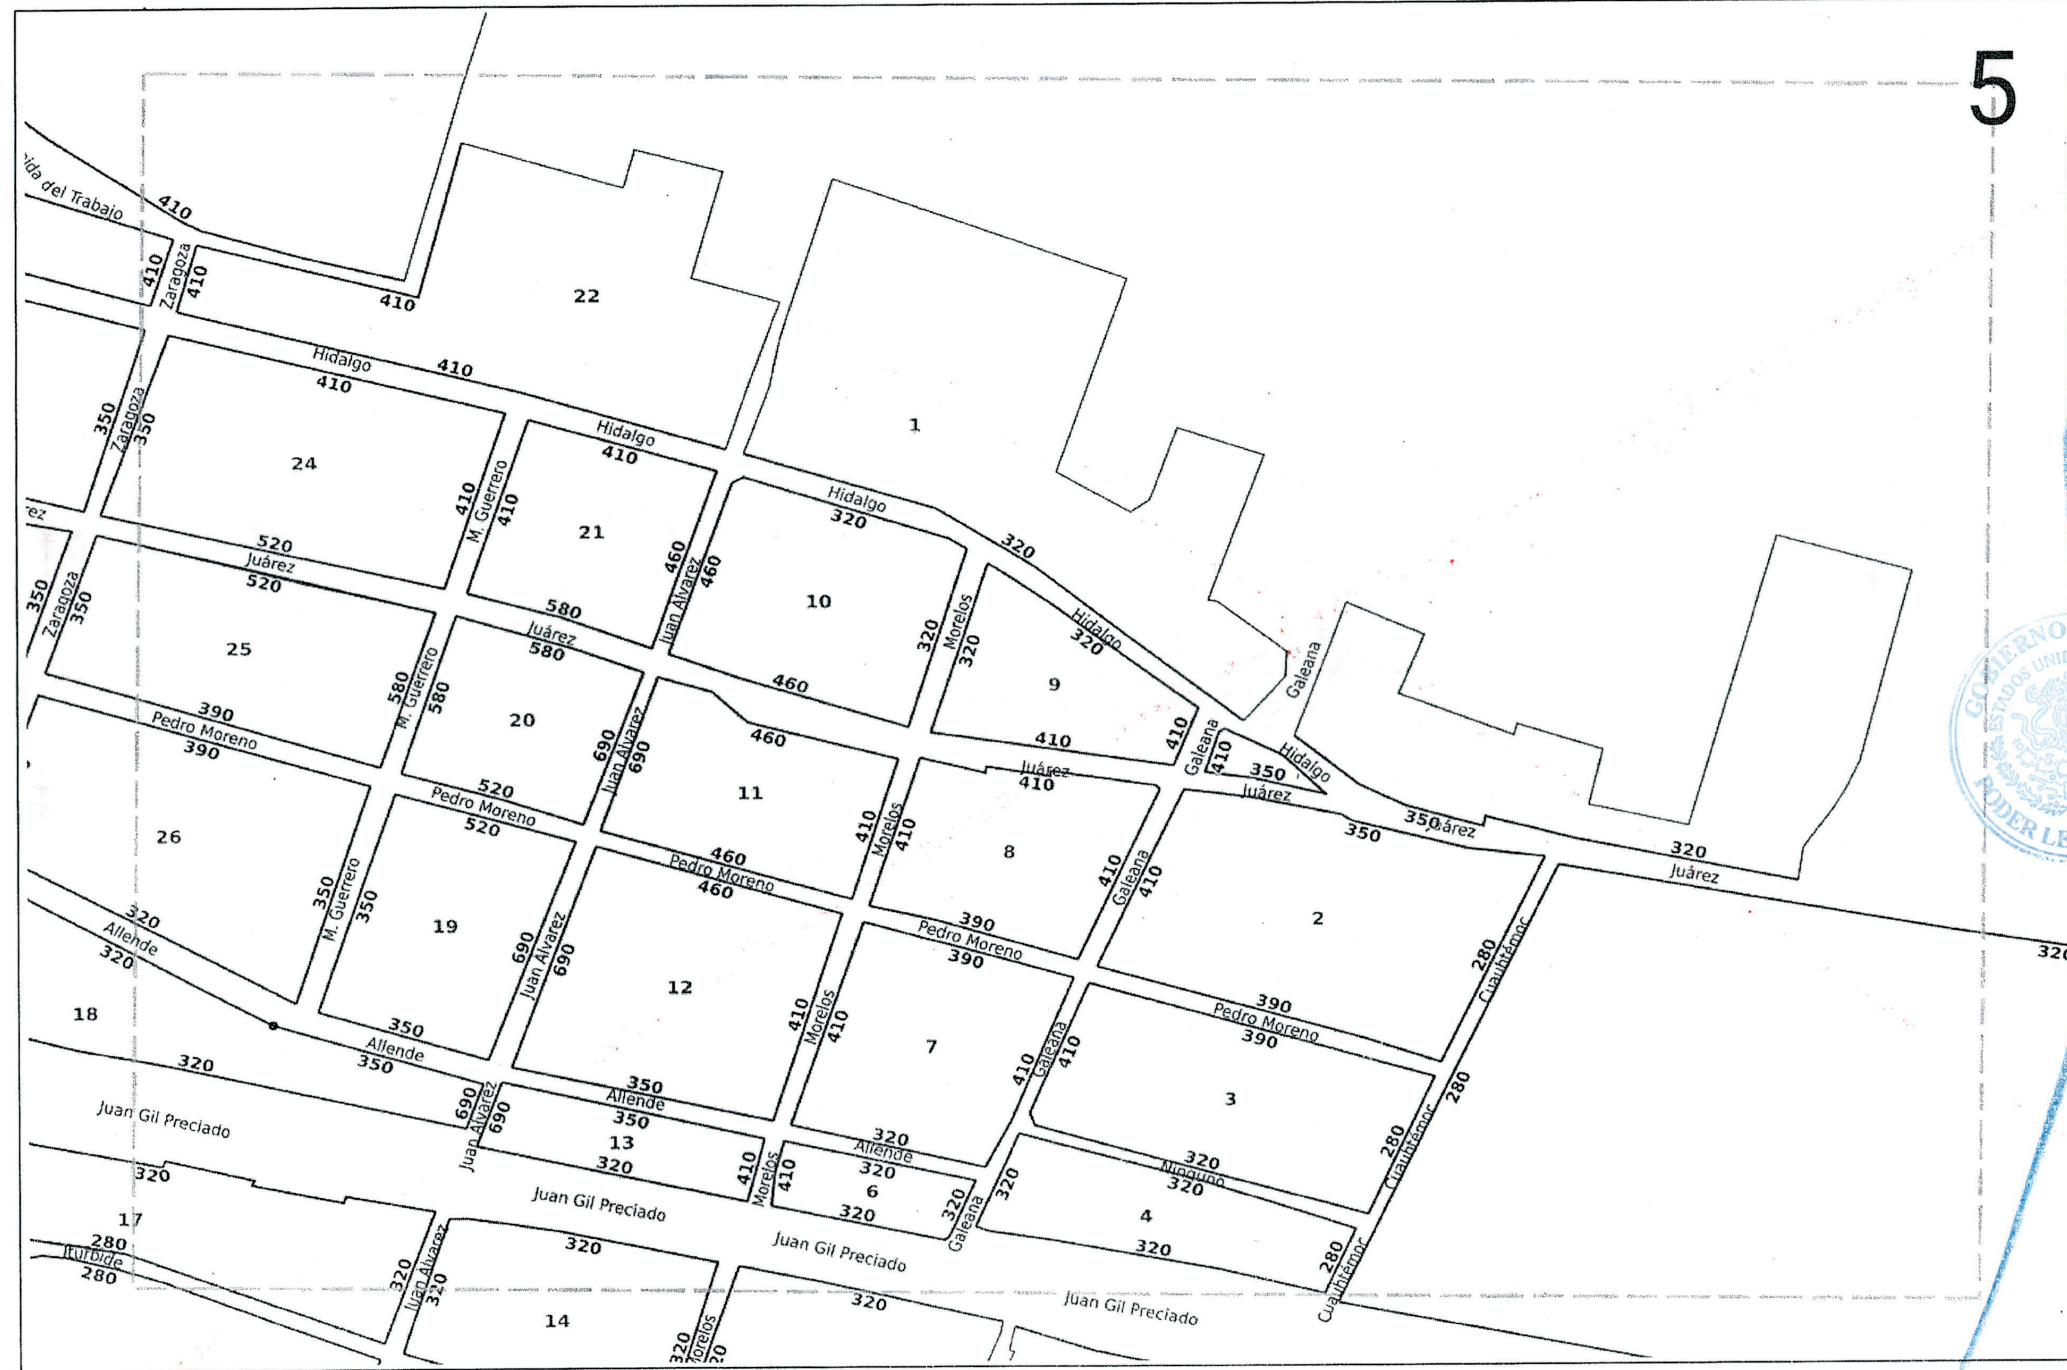 5
ida del Trabajo
410
Zaragoza
410
410
410
22
Hidalgo
410
410
Zaragoza
350
350
24
Hidalgo
410
1
M. Guerrero
410
410
21
Hidalgo
320
320
520
Juárez
520
rez
Juan Alvarez
460
460
10
Morelos
320
320
Hidalgo
320
Zaragoza
350
350
25
580
Juárez
580
460
9
Galeana
410
410
Galeana
410
M. Guerrero
580
580
20
Juan Alvarez
690
690
460
Juárez
410
350
Juárez
Hidalgo
350
Juárez
350
320
Juárez
320
390
Pedro Moreno
390
520
Pedro Moreno
520
11
Morelos
410
410
8
Galeana
410
410
2
Cuauhtémoc
280
26
M. Guerrero
350
350
19
Juan Alvarez
690
690
460
Pedro Moreno
460
12
390
Pedro Moreno
390
390
Pedro Moreno
390
320
Allende
320
18
350
Allende
350
Morelos
410
410
7
Galeana
410
410
3
280
Cuauhtémoc
280
320
Juan Gil Preciado
Juan Alvarez
690
690
350
Allende
350
13
320
Morelos
410
410
320
Allende
320
6
320
Galeana
320
320
320
Ninguno
320
4
320
Cuauhtémoc
280
320
17
280
Iturbide
280
Juan Alvarez
320
320
Juan Gil Preciado
320
Juan Gil Preciado
320
Juan Gil Preciado
14
Morelos
320
20
GOBIERNO
ESTADOS UNID
PODER LE